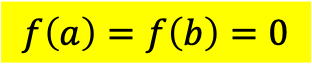 f(a) = f(b) = 0